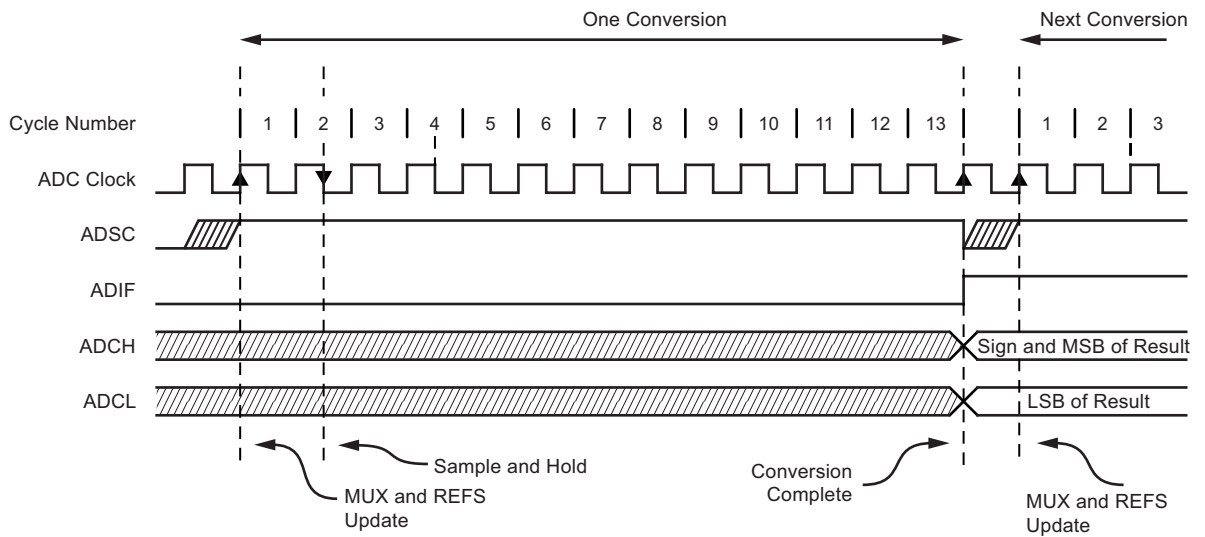 One Conversion Next Conversion
Cycle Number 1 2 3 4 5 6 7 8 9 10 11 12 13 1 2 3
ADC Clock
ADSC
ADIF
ADCH Sign and MSB of Result
ADCL LSB of Result
Sample and Hold
MUX and REFS
Update
Conversion
Complete
MUX and REFS
Update